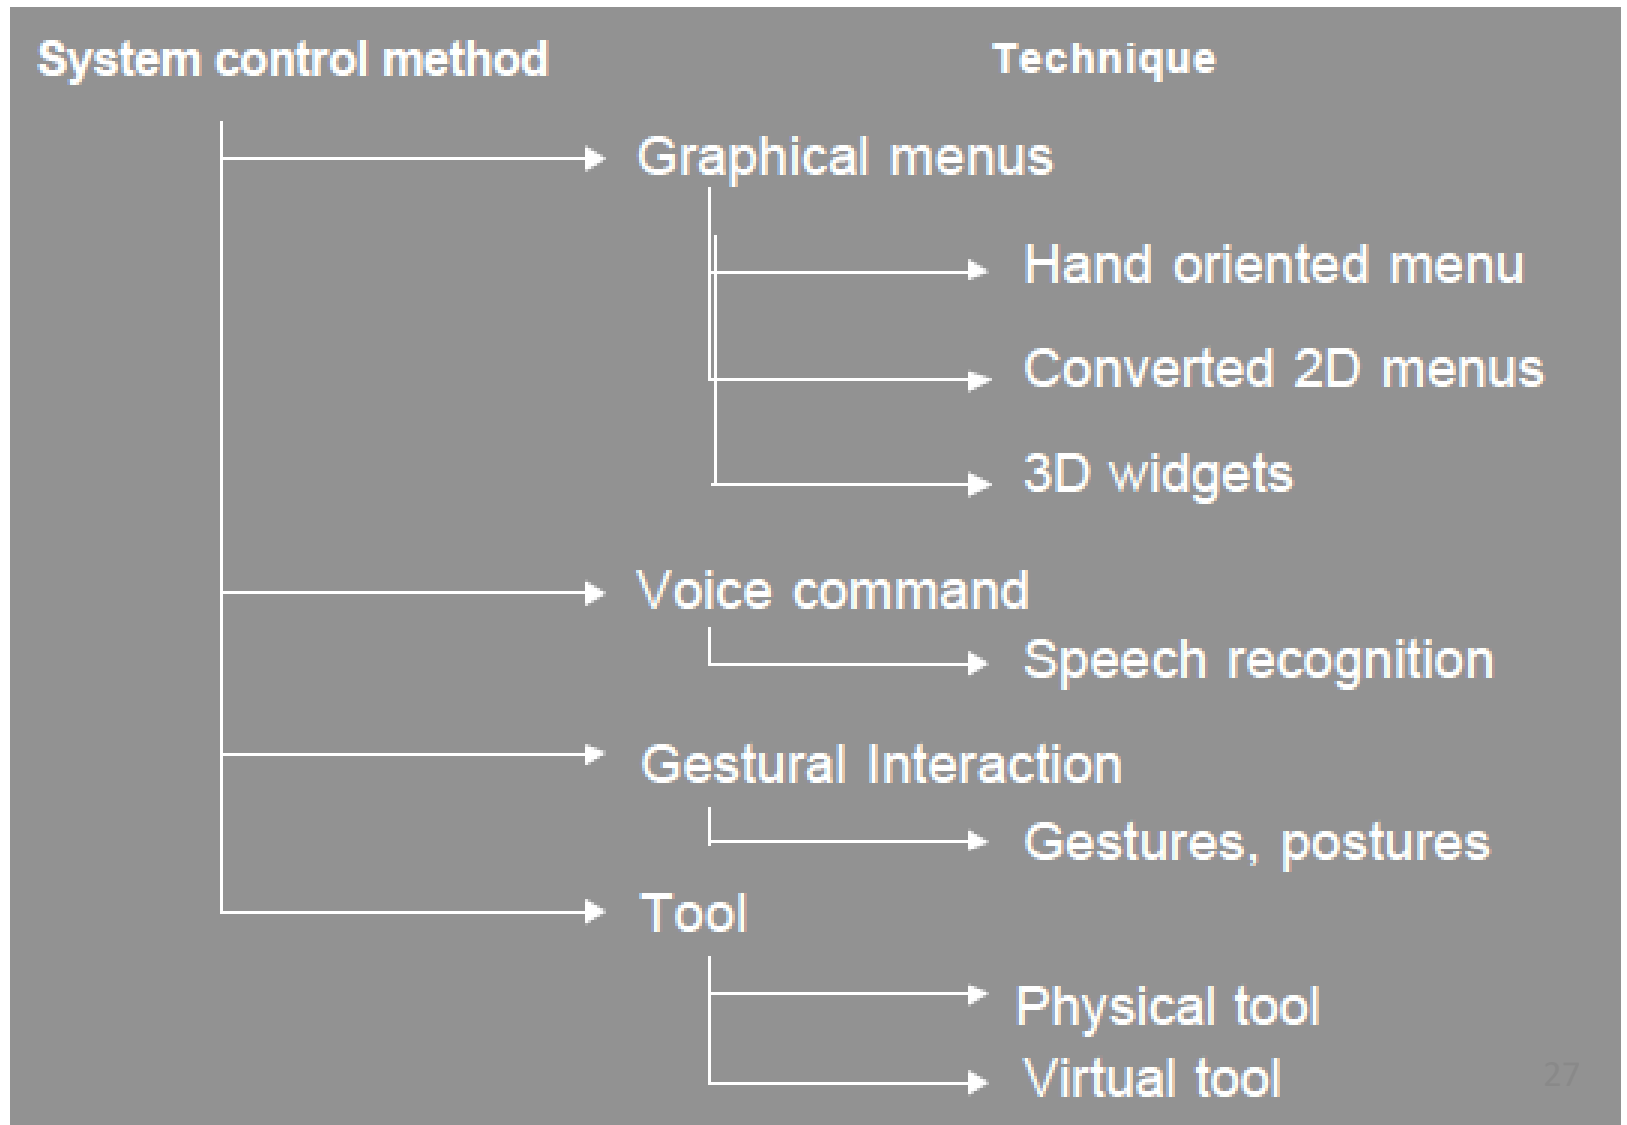 System control method
Technique
Graphical menus
Hand oriented menu
Converted 2D menus
3D widgets
Voice command
Speech recognition
Gestural Interaction
Gestures, postures
Tool
Physical tool
Virtual tool
27